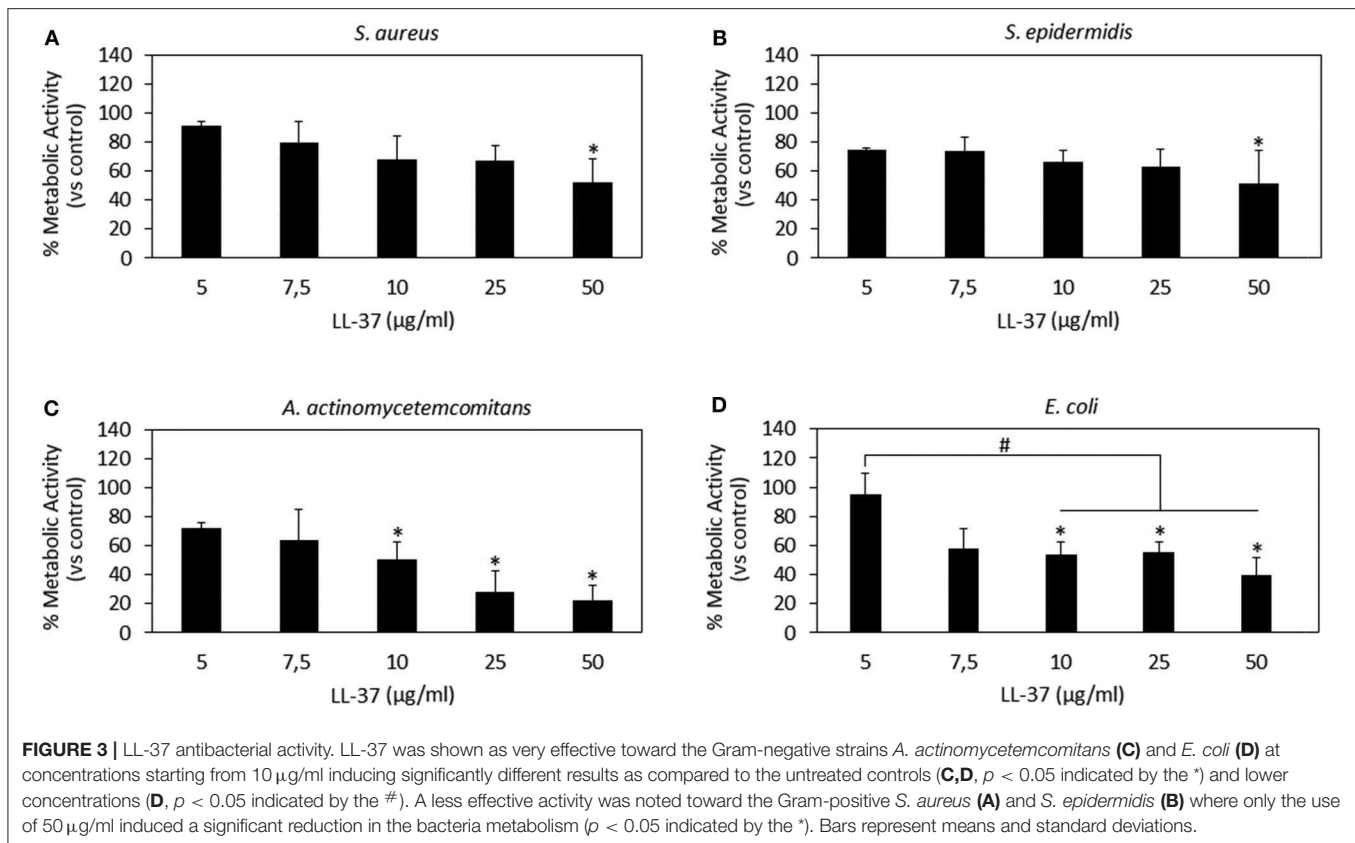 A
S. aureus
% Metabolic Activity
(vs control)
140
120
100
80
60
40
20
0
*
5 7,5 10 25 50
LL-37 (µg/ml)
B
S. epidermidis
% Metabolic Activity
(vs control)
140
120
100
80
60
40
20
0
*
5 7,5 10 25 50
LL-37 (µg/ml)
C
A. actinomycetemcomitans
% Metabolic Activity
(vs control)
140
120
100
80
60
40
20
0
* * *
5 7,5 10 25 50
LL-37 (µg/ml)
D
E. coli
% Metabolic Activity
(vs control)
140
120
100
80
60
40
20
0
#
* * *
5 7,5 10 25 50
LL-37 (µg/ml)
FIGURE 3 | LL-37 antibacterial activity. LL-37 was shown as very effective toward the Gram-negative strains A. actinomycetemcomitans (C) and E. coli (D) at
concentrations starting from 10 µg/ml inducing significantly different results as compared to the untreated controls (C,D, p < 0.05 indicated by the *) and lower
concentrations (D, p < 0.05 indicated by the #). A less effective activity was noted toward the Gram-positive S. aureus (A) and S. epidermidis (B) where only the use
of 50 µg/ml induced a significant reduction in the bacteria metabolism (p < 0.05 indicated by the *). Bars represent means and standard deviations.